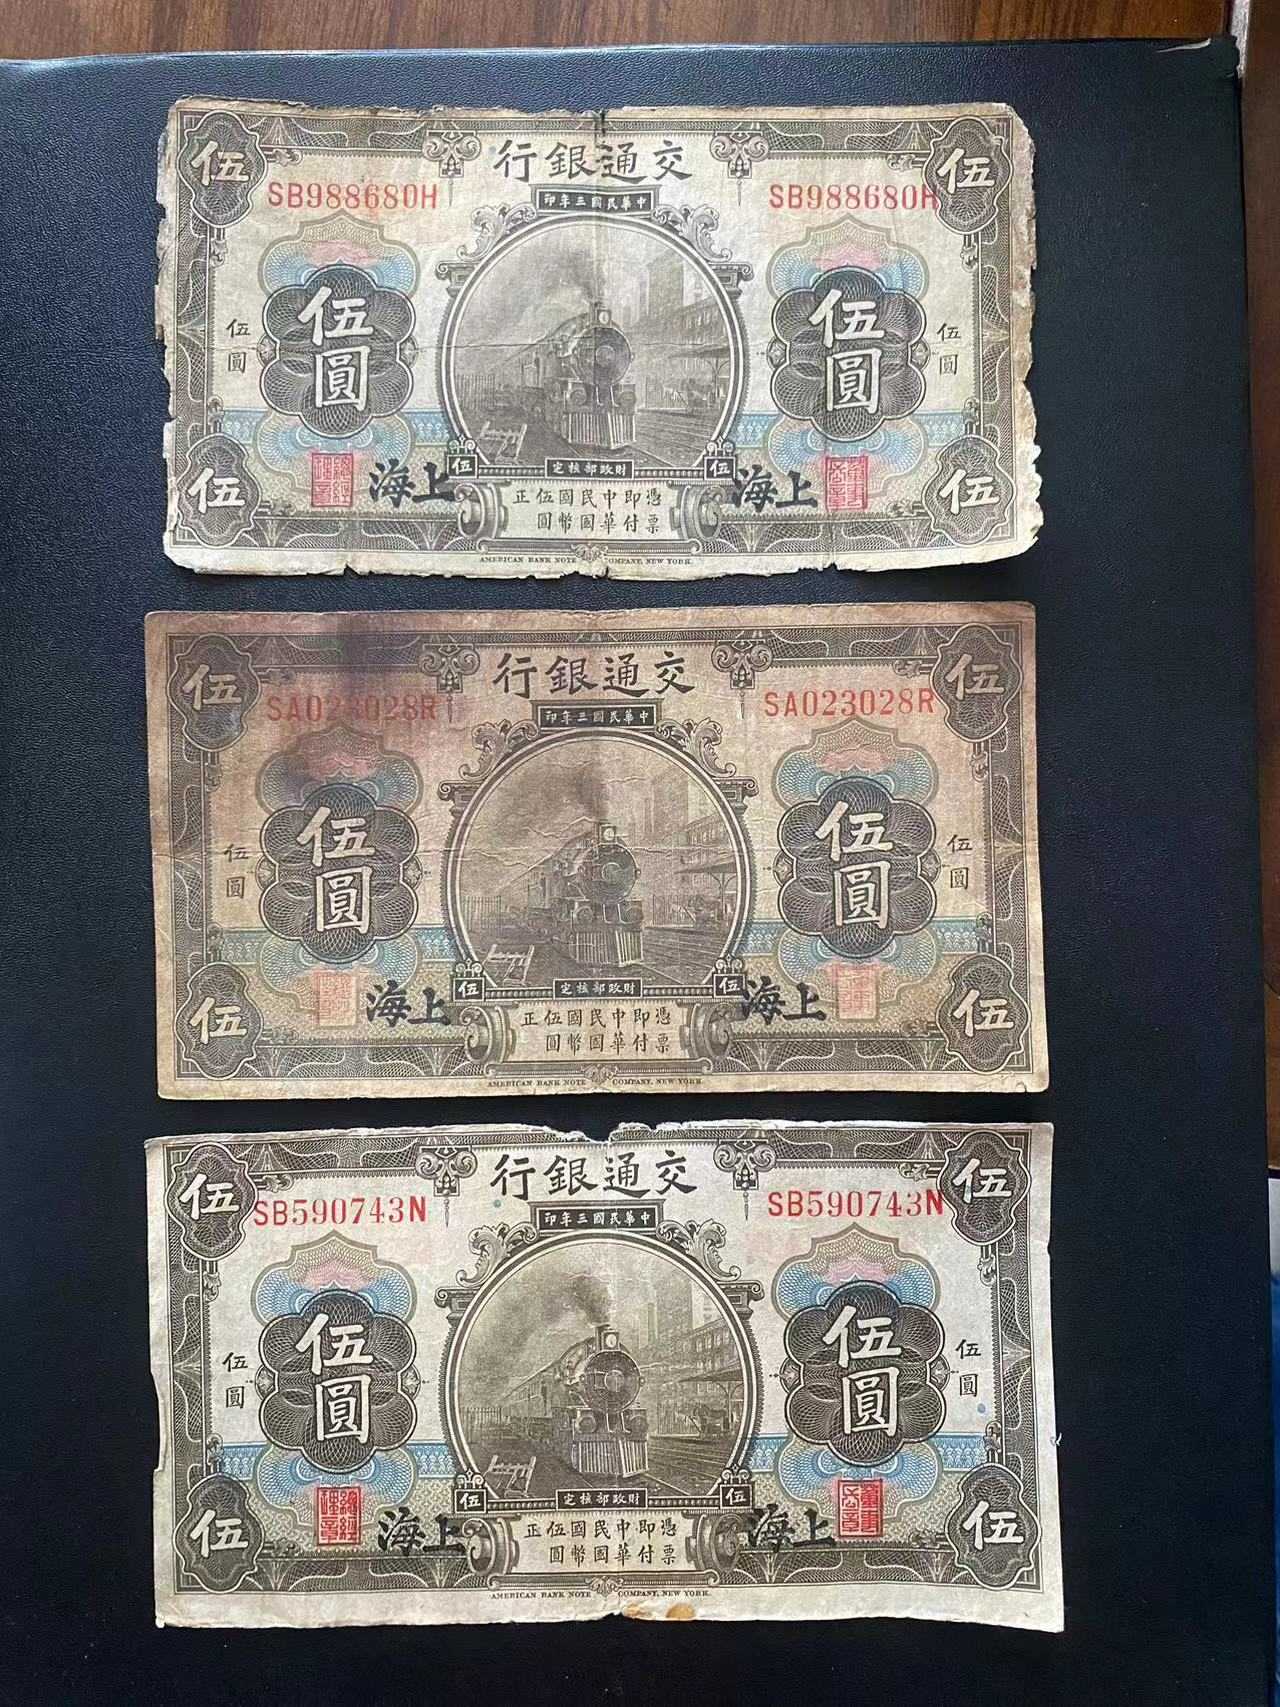 交通銀行
伍 伍
SB988680H SB988680H
中華民國三年印
伍圓 伍圓
伍圓 伍圓
伍 伍
財政部核定
上海 上海
憑票即付中華民國國幣伍圓正
伍 伍
AMERICAN BANK NOTE COMPANY, NEW YORK.
交通銀行
伍 伍
SA023028R SA023028R
中華民國三年印
伍圓 伍圓
伍圓 伍圓
伍 伍
財政部核定
上海 上海
憑票即付中華民國國幣伍圓正
伍 伍
AMERICAN BANK NOTE COMPANY, NEW YORK.
交通銀行
伍 伍
SB590743N SB590743N
中華民國三年印
伍圓 伍圓
伍圓 伍圓
伍 伍
財政部核定
上海 上海
憑票即付中華民國國幣伍圓正
伍 伍
AMERICAN BANK NOTE COMPANY, NEW YORK.